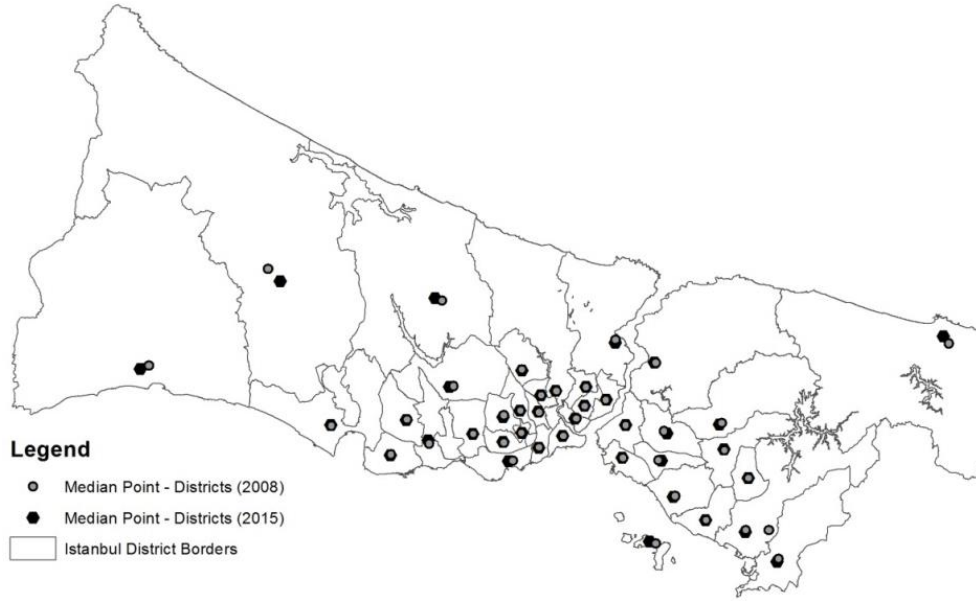 Legend
Median Point - Districts (2008)
Median Point - Districts (2015)
Istanbul District Borders